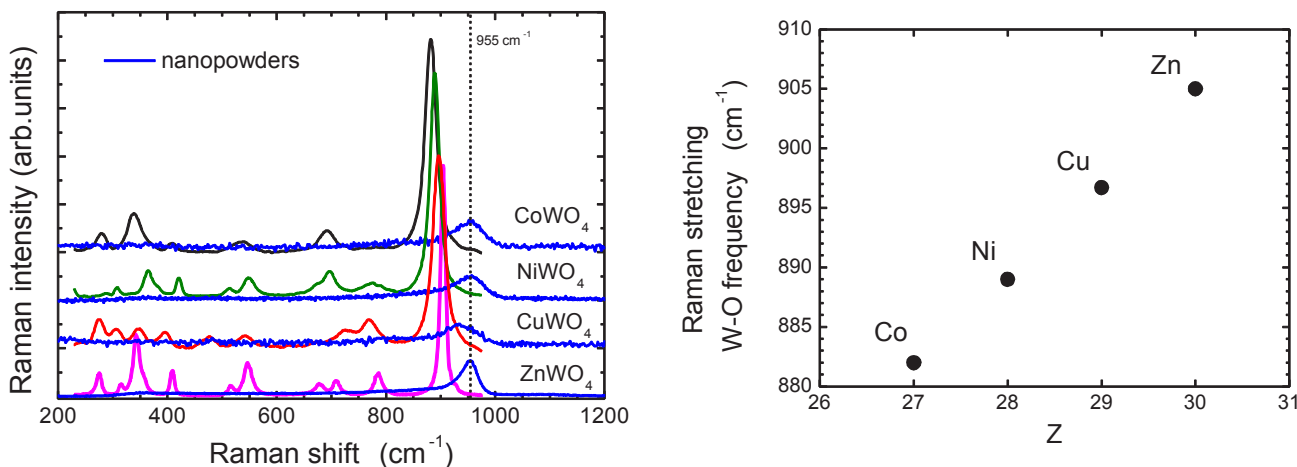 Raman intensity (arb.units)
nanopowders
955 cm⁻¹
CoWO₄
NiWO₄
CuWO₄
ZnWO₄
200 400 600 800 1000 1200
Raman shift (cm⁻¹)
Raman stretching
W-O frequency (cm⁻¹)
910
905
900
895
890
885
880
Zn
Cu
Ni
Co
26 27 28 29 30 31
Z